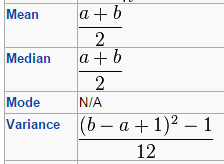 Mean a + b / 2
Median a + b / 2
Mode N/A
Variance (b − a + 1)² − 1 / 12